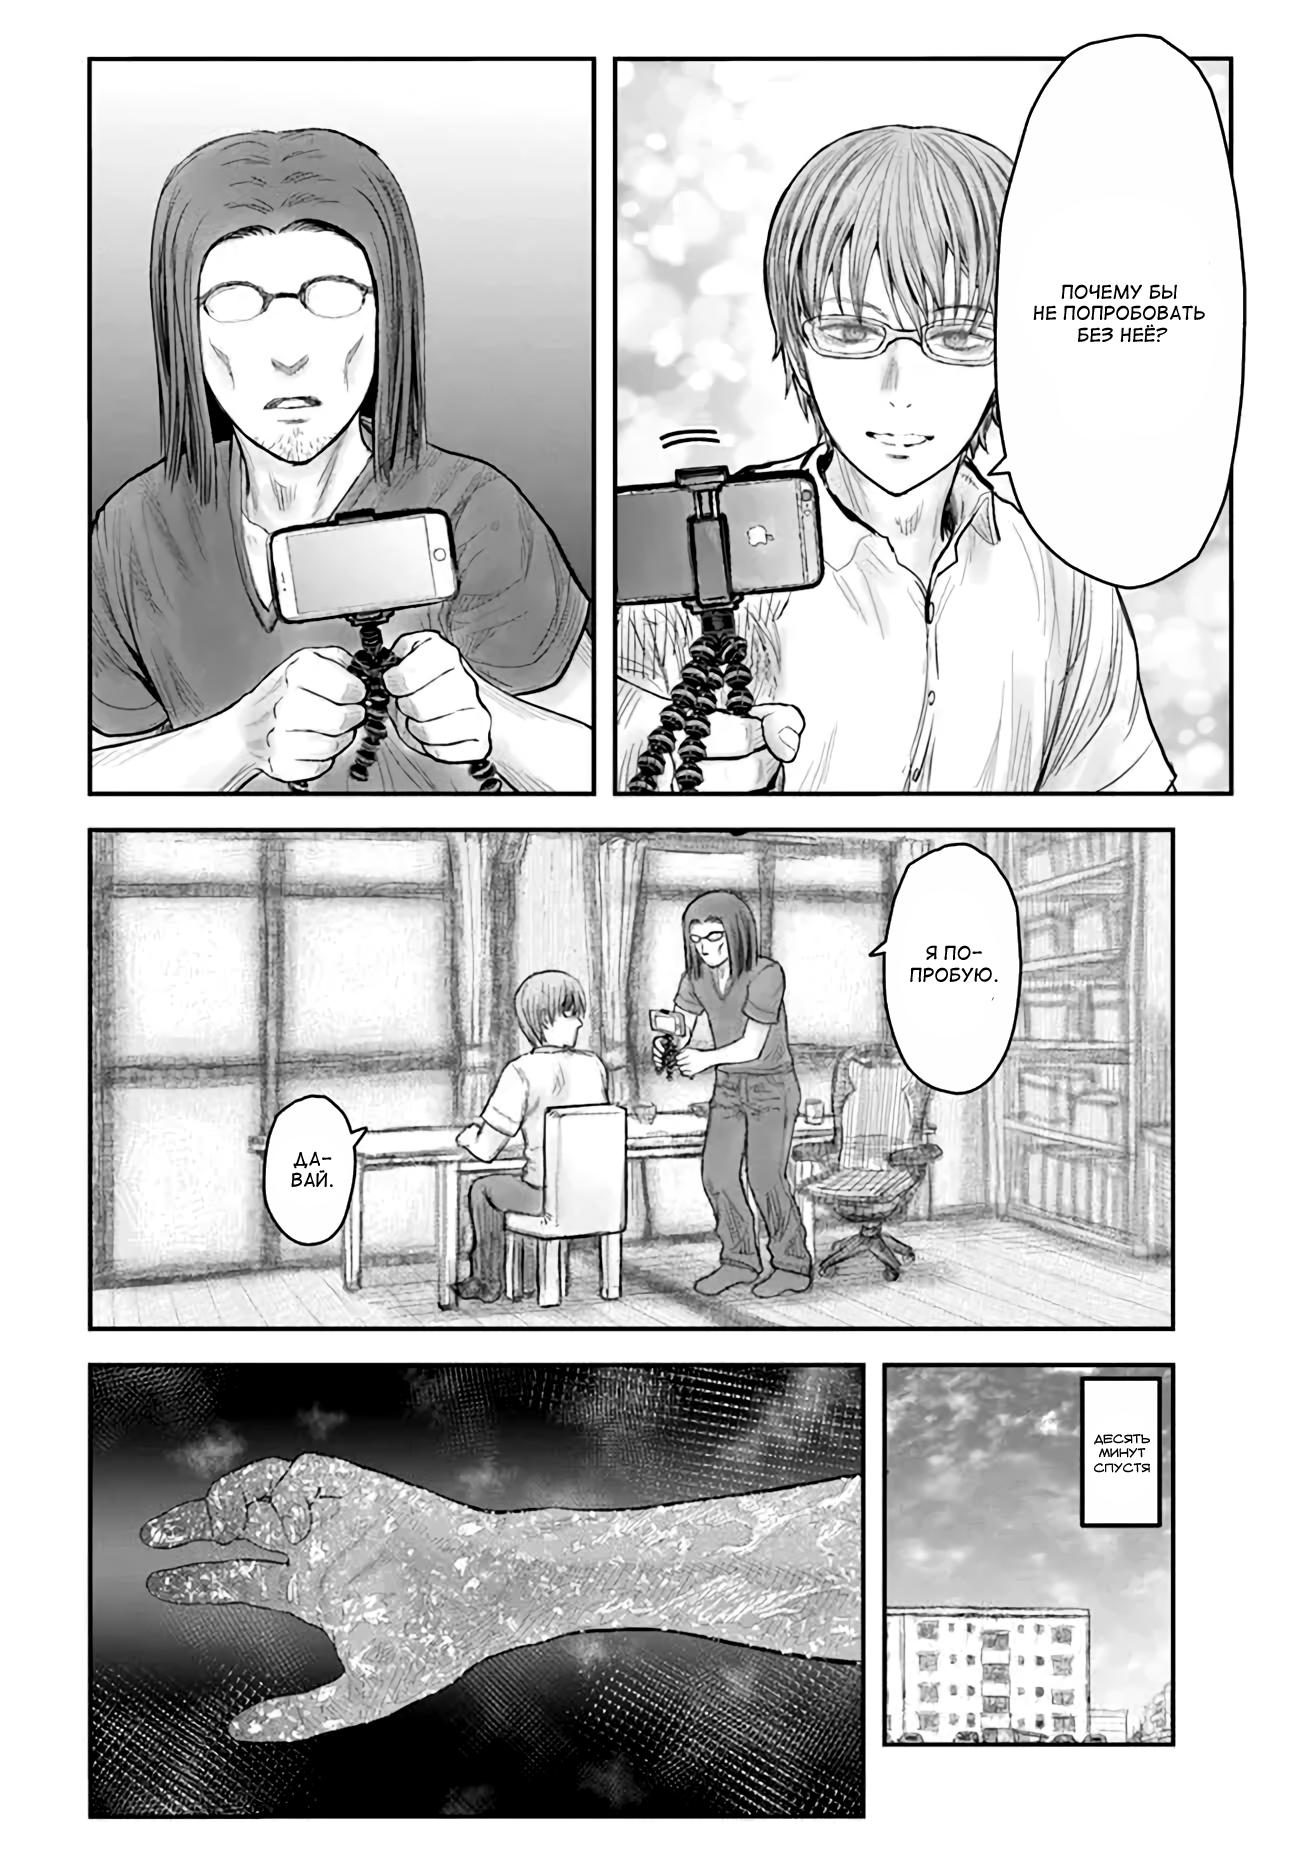 ПОЧЕМУ БЫ
НЕ ПОПРОБОВАТЬ
БЕЗ НЕЁ?
Я ПО-
ПРОБУЮ.
ДА-
ВАЙ.
ДЕСЯТЬ
МИНУТ
СПУСТЯ